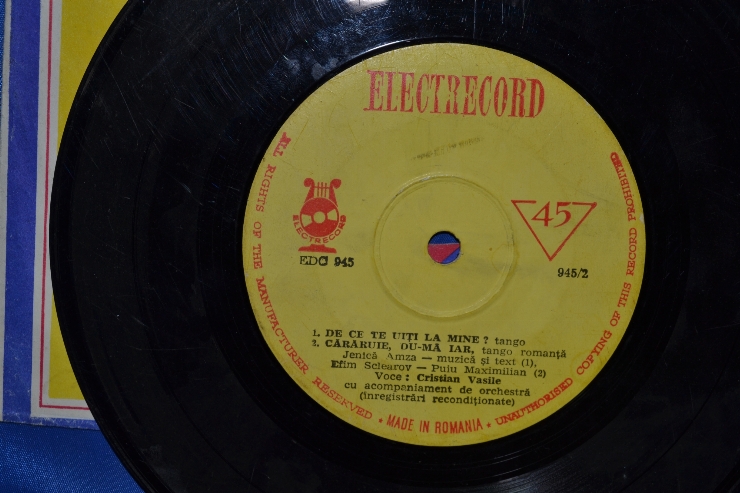 ELECTRECORD
ELECTRECORD
EDC 945
45
945/2
1. DE CE TE UIȚI LA MINE? tango
2. CĂRĂRUIE, DU-MĂ IAR, tango romanță
Jenică Amza — muzică și text (1),
Efim Sclearov — Puiu Maximilian (2)
Voce: Cristian Vasile
cu acompaniament de orchestră
(înregistrări recondiționate)
ALL RIGHTS OF THE MANUFACTURER RESERVED • MADE IN ROMANIA • UNAUTHORISED COPYING OF THIS RECORD PROHIBITED